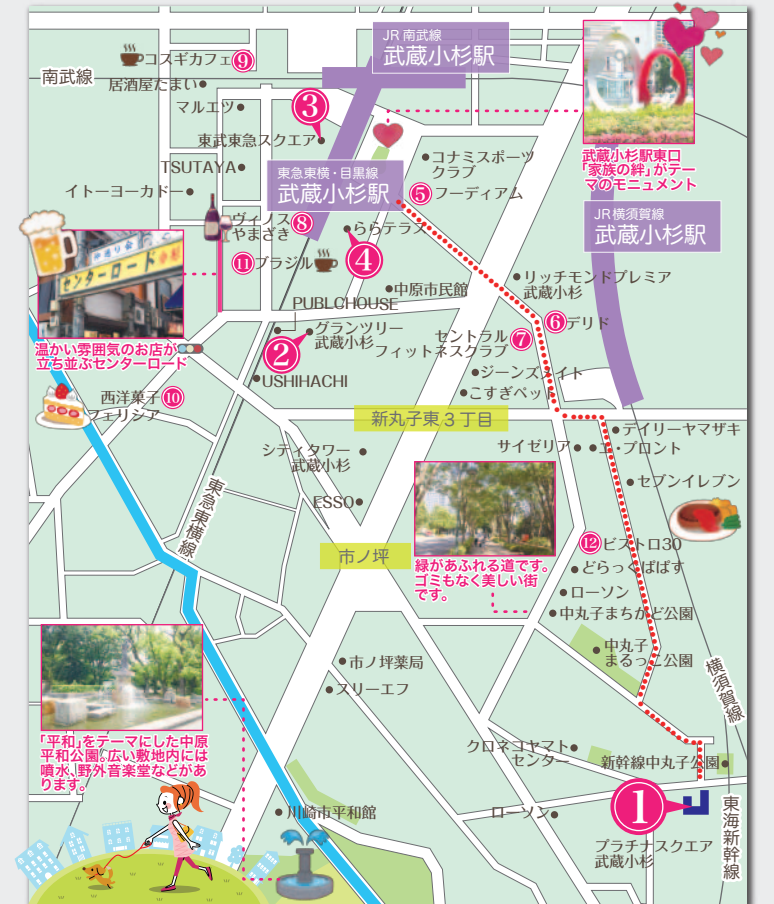 JR南武線
武蔵小杉駅
コスギカフェ⑨
南武線
居酒屋たまい
マルエツ
③
東武東急スクエア
武蔵小杉駅東口
「家族の絆」がテー
マのモニュメント
コナミスポーツ
クラブ
TSUTAYA
東急東横・目黒線
武蔵小杉駅
イトーヨーカドー
⑤フーディアム
JR横須賀線
武蔵小杉駅
ヴィノス⑧
やまざき
ららテラス
④
センターロード小杉
⑪ブラジル
リッチモンドプレミア
武蔵小杉
中原市民館
PUBLCHOUSE
⑥デリド
グランツリー
武蔵小杉
②
セントラル⑦
フィットネスクラブ
温かい雰囲気のお店が
立ち並ぶセンターロード
ジーンズメイト
USHIHACHI
こすぎペット
西洋菓子⑩
フェリシア
新丸子東3丁目
デイリーヤマザキ
サイゼリア
エ・プロント
シティタワー
武蔵小杉
セブンイレブン
東急東横線
ESSO
⑫ビストロ30
市ノ坪
緑があふれる道です。
ゴミもなく美しい街
です。
どらっぐぱぱす
ローソン
中丸子まちかど公園
中丸子
まるっこ公園
市ノ坪薬局
横須賀線
スリーエフ
「平和」をテーマにした中原
平和公園。広い敷地内には
噴水、野外音楽堂などがあ
ります。
クロネコヤマト
センター
新幹線中丸子公園
①
川崎市平和館
ローソン
プラチナスクエア
武蔵小杉
東海新幹線